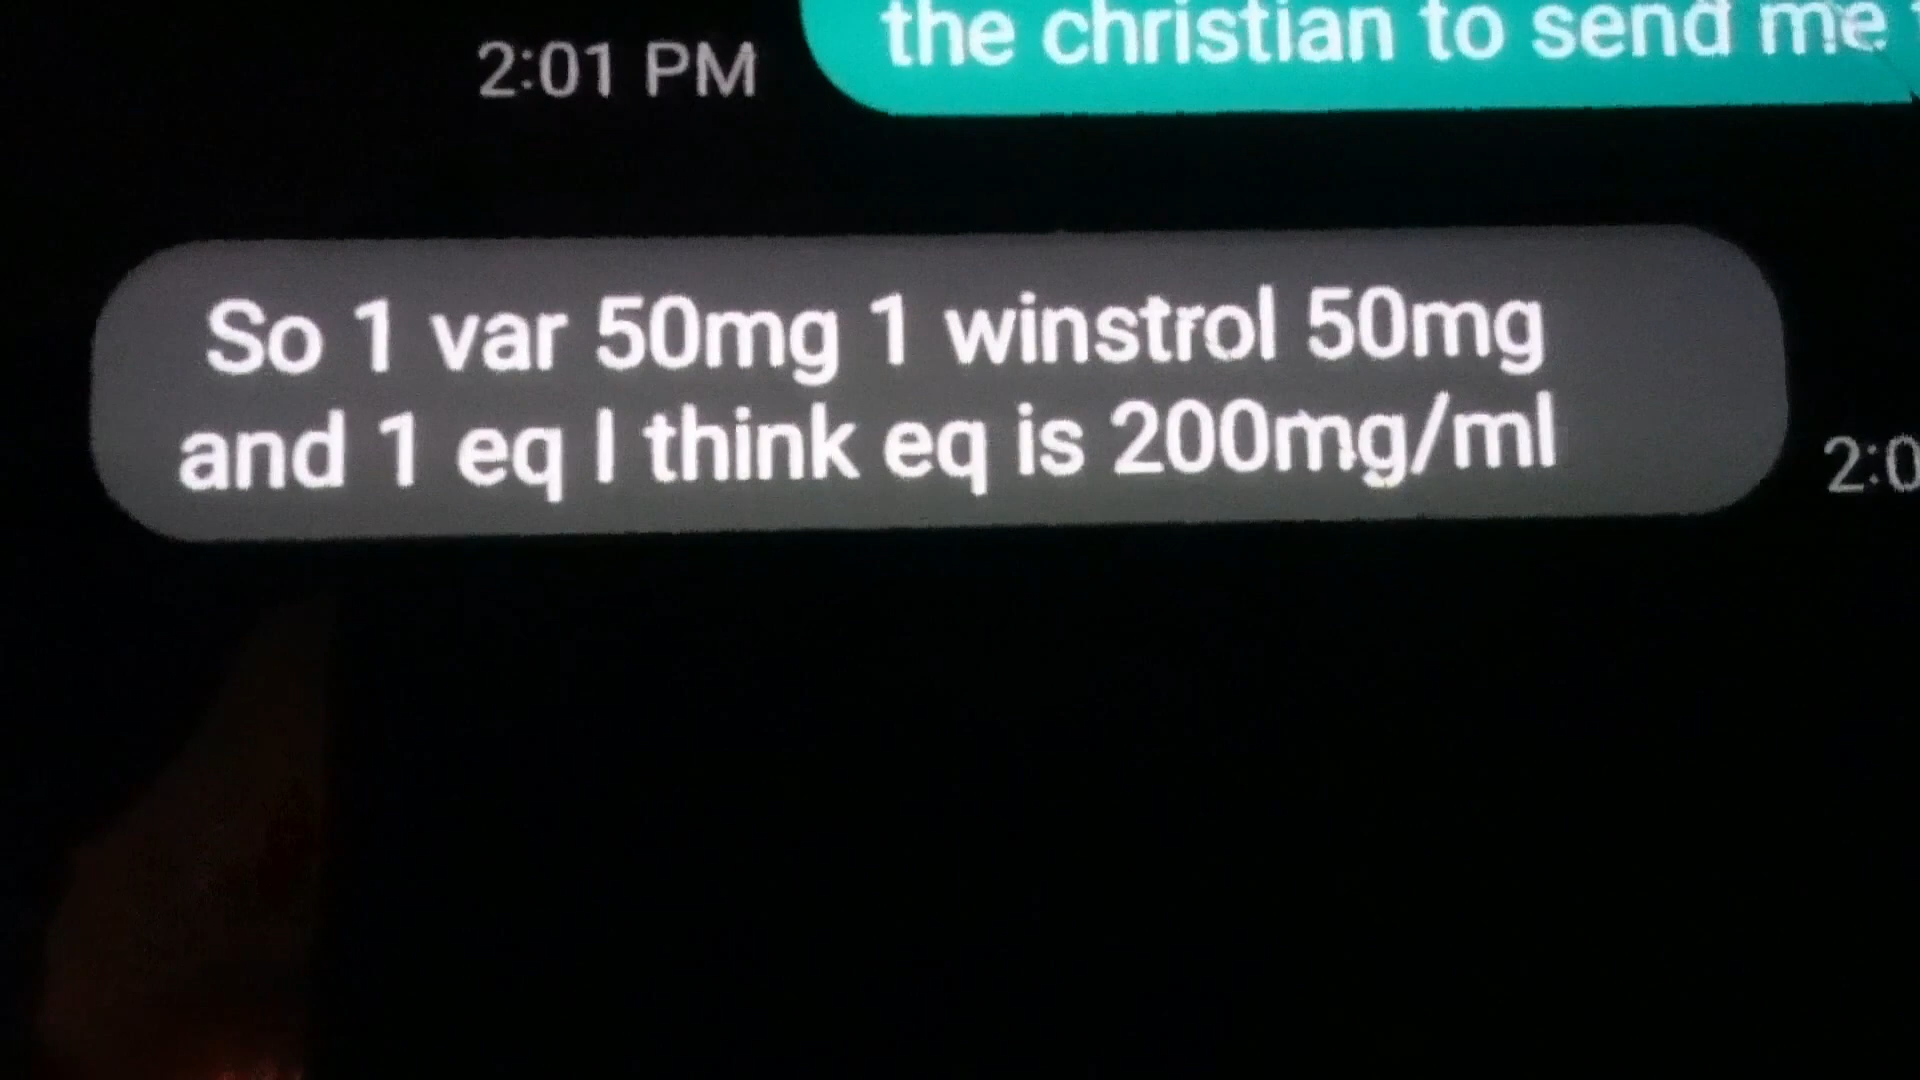 the christian to send me
2:01 PM
So 1 var 50mg 1 winstrol 50mg
and 1 eq I think eq is 200mg/ml
2:0